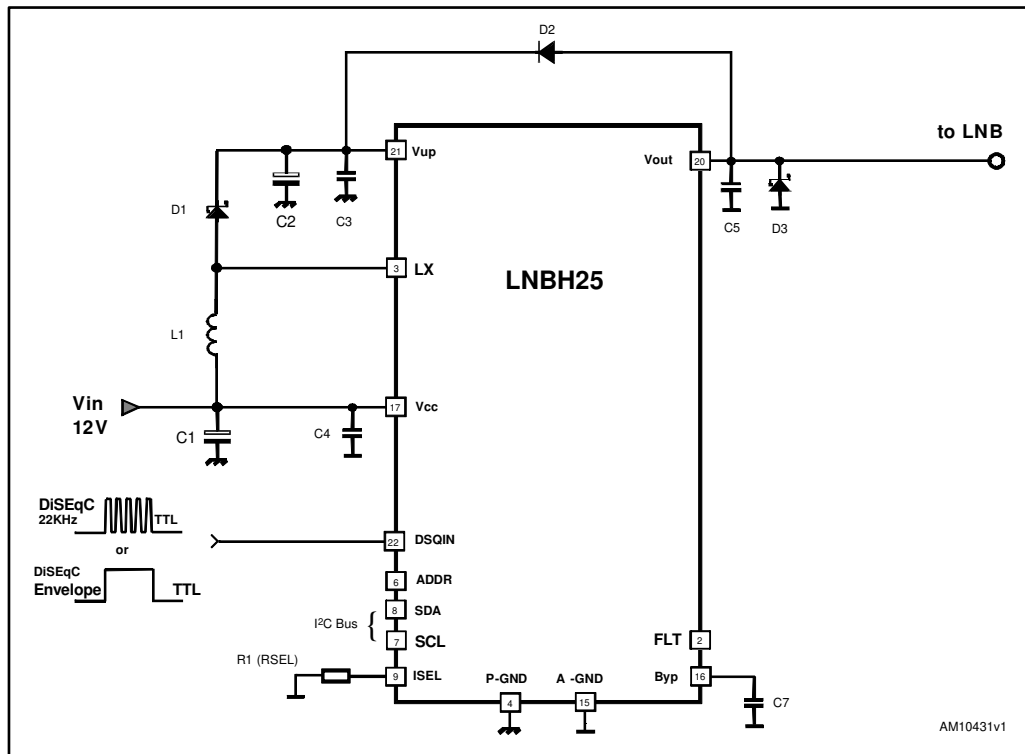 D2
to LNB
21
Vup
Vout
20
D1
C2
C3
C5
D3
3
LX
LNBH25
L1
Vin
12V
17
Vcc
C1
C4
DiSEqC
22KHz
TTL
or
22
DSQIN
DiSEqC
Envelope
TTL
6
ADDR
8
SDA
I²C Bus {
7
SCL
FLT
2
R1 (RSEL)
9
ISEL
P-GND
A -GND
Byp
16
4
15
C7
AM10431v1